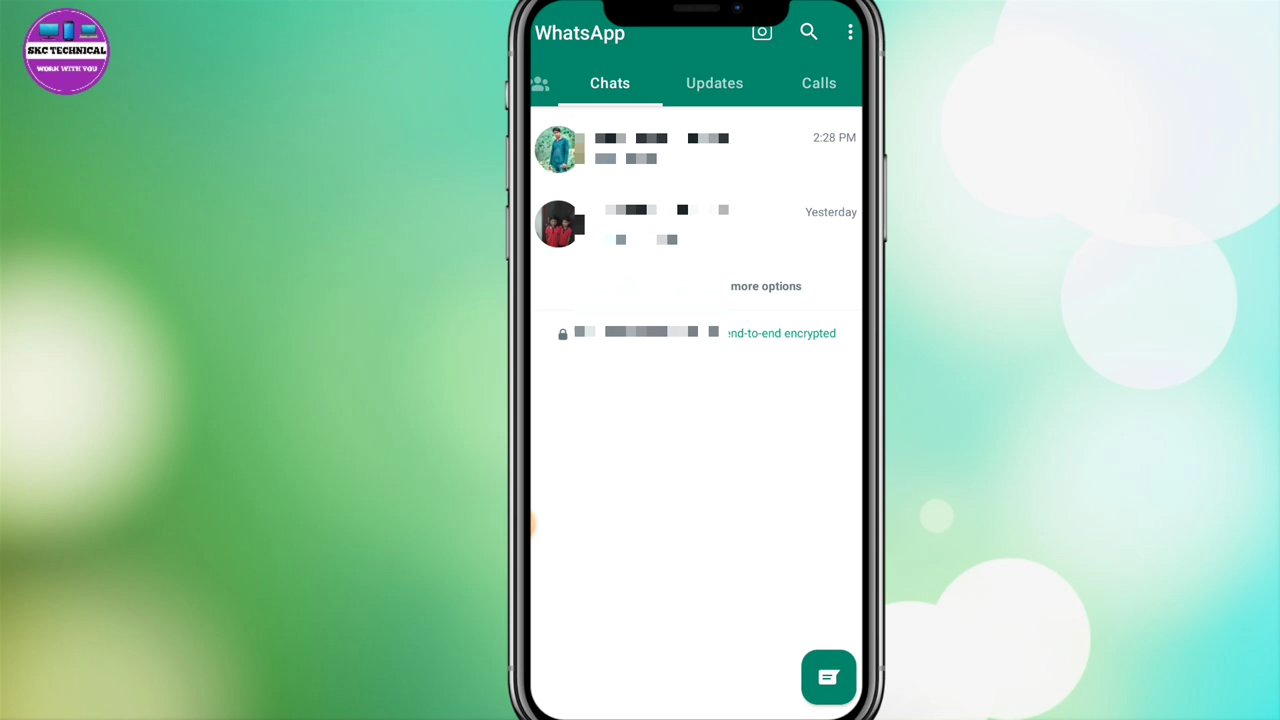 SKC TECHNICAL
WORK WITH YOU
WhatsApp
Chats Updates Calls
2:28 PM
Yesterday
more options
end-to-end encrypted